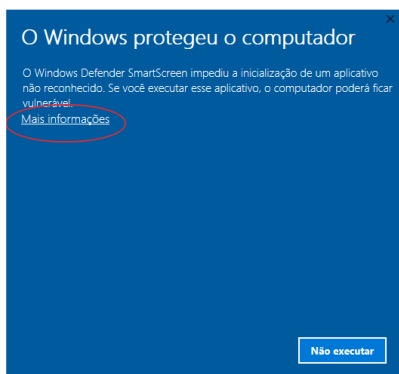 O Windows protegeu o computador
O Windows Defender SmartScreen impediu a inicialização de um aplicativo
não reconhecido. Se você executar esse aplicativo, o computador poderá ficar
vulnerável.
Mais informações
Não executar